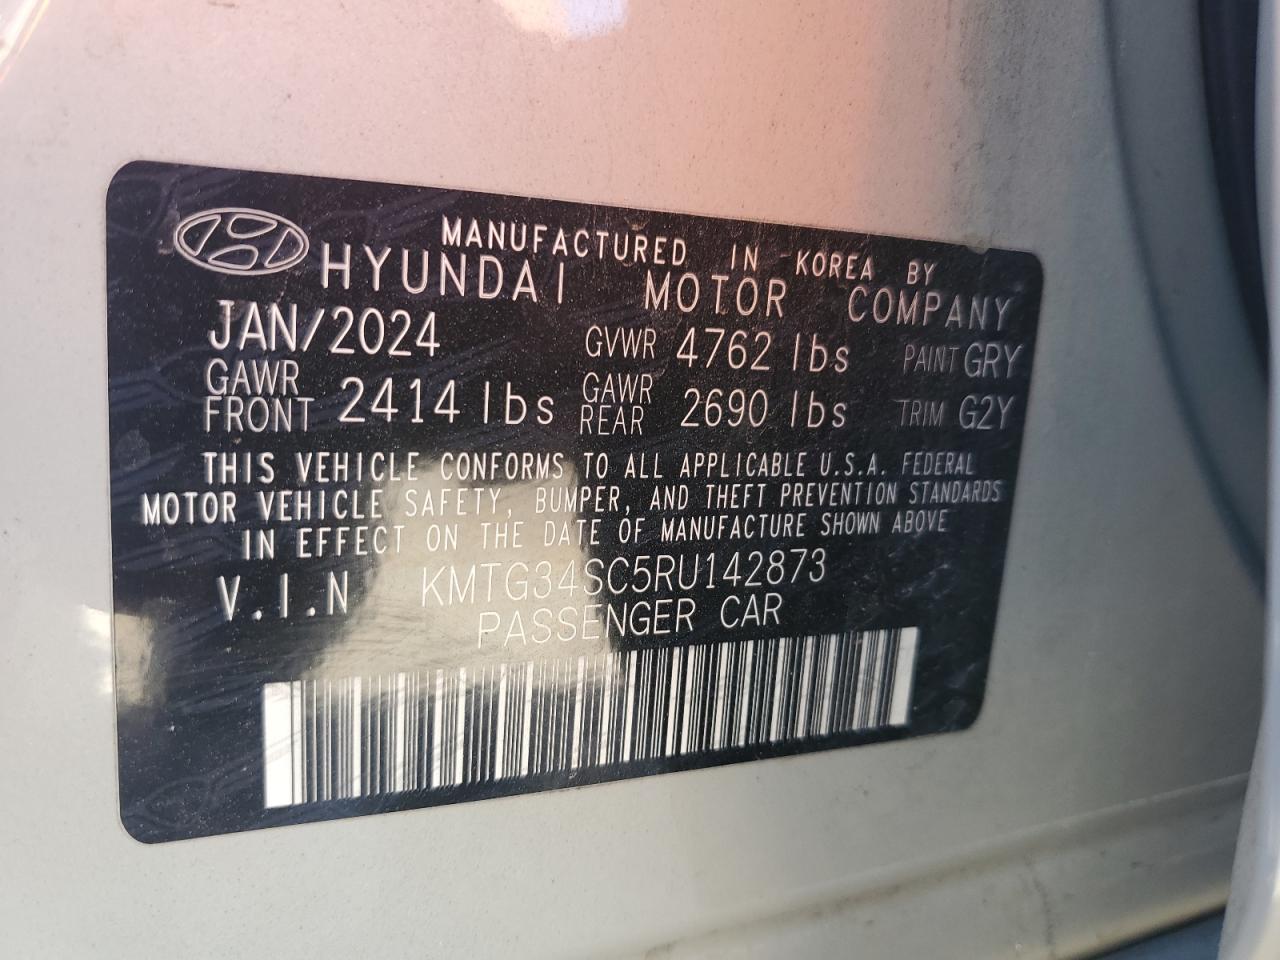 MANUFACTURED IN KOREA BY
HYUNDAI MOTOR COMPANY
JAN/2024 GVWR 4762 lbs PAINT GRY
GAWR FRONT 2414 lbs GAWR REAR 2690 lbs TRIM G2Y
THIS VEHICLE CONFORMS TO ALL APPLICABLE U.S.A. FEDERAL
MOTOR VEHICLE SAFETY, BUMPER, AND THEFT PREVENTION STANDARDS
IN EFFECT ON THE DATE OF MANUFACTURE SHOWN ABOVE
V.I.N KMTG34SC5RU142873
PASSENGER CAR